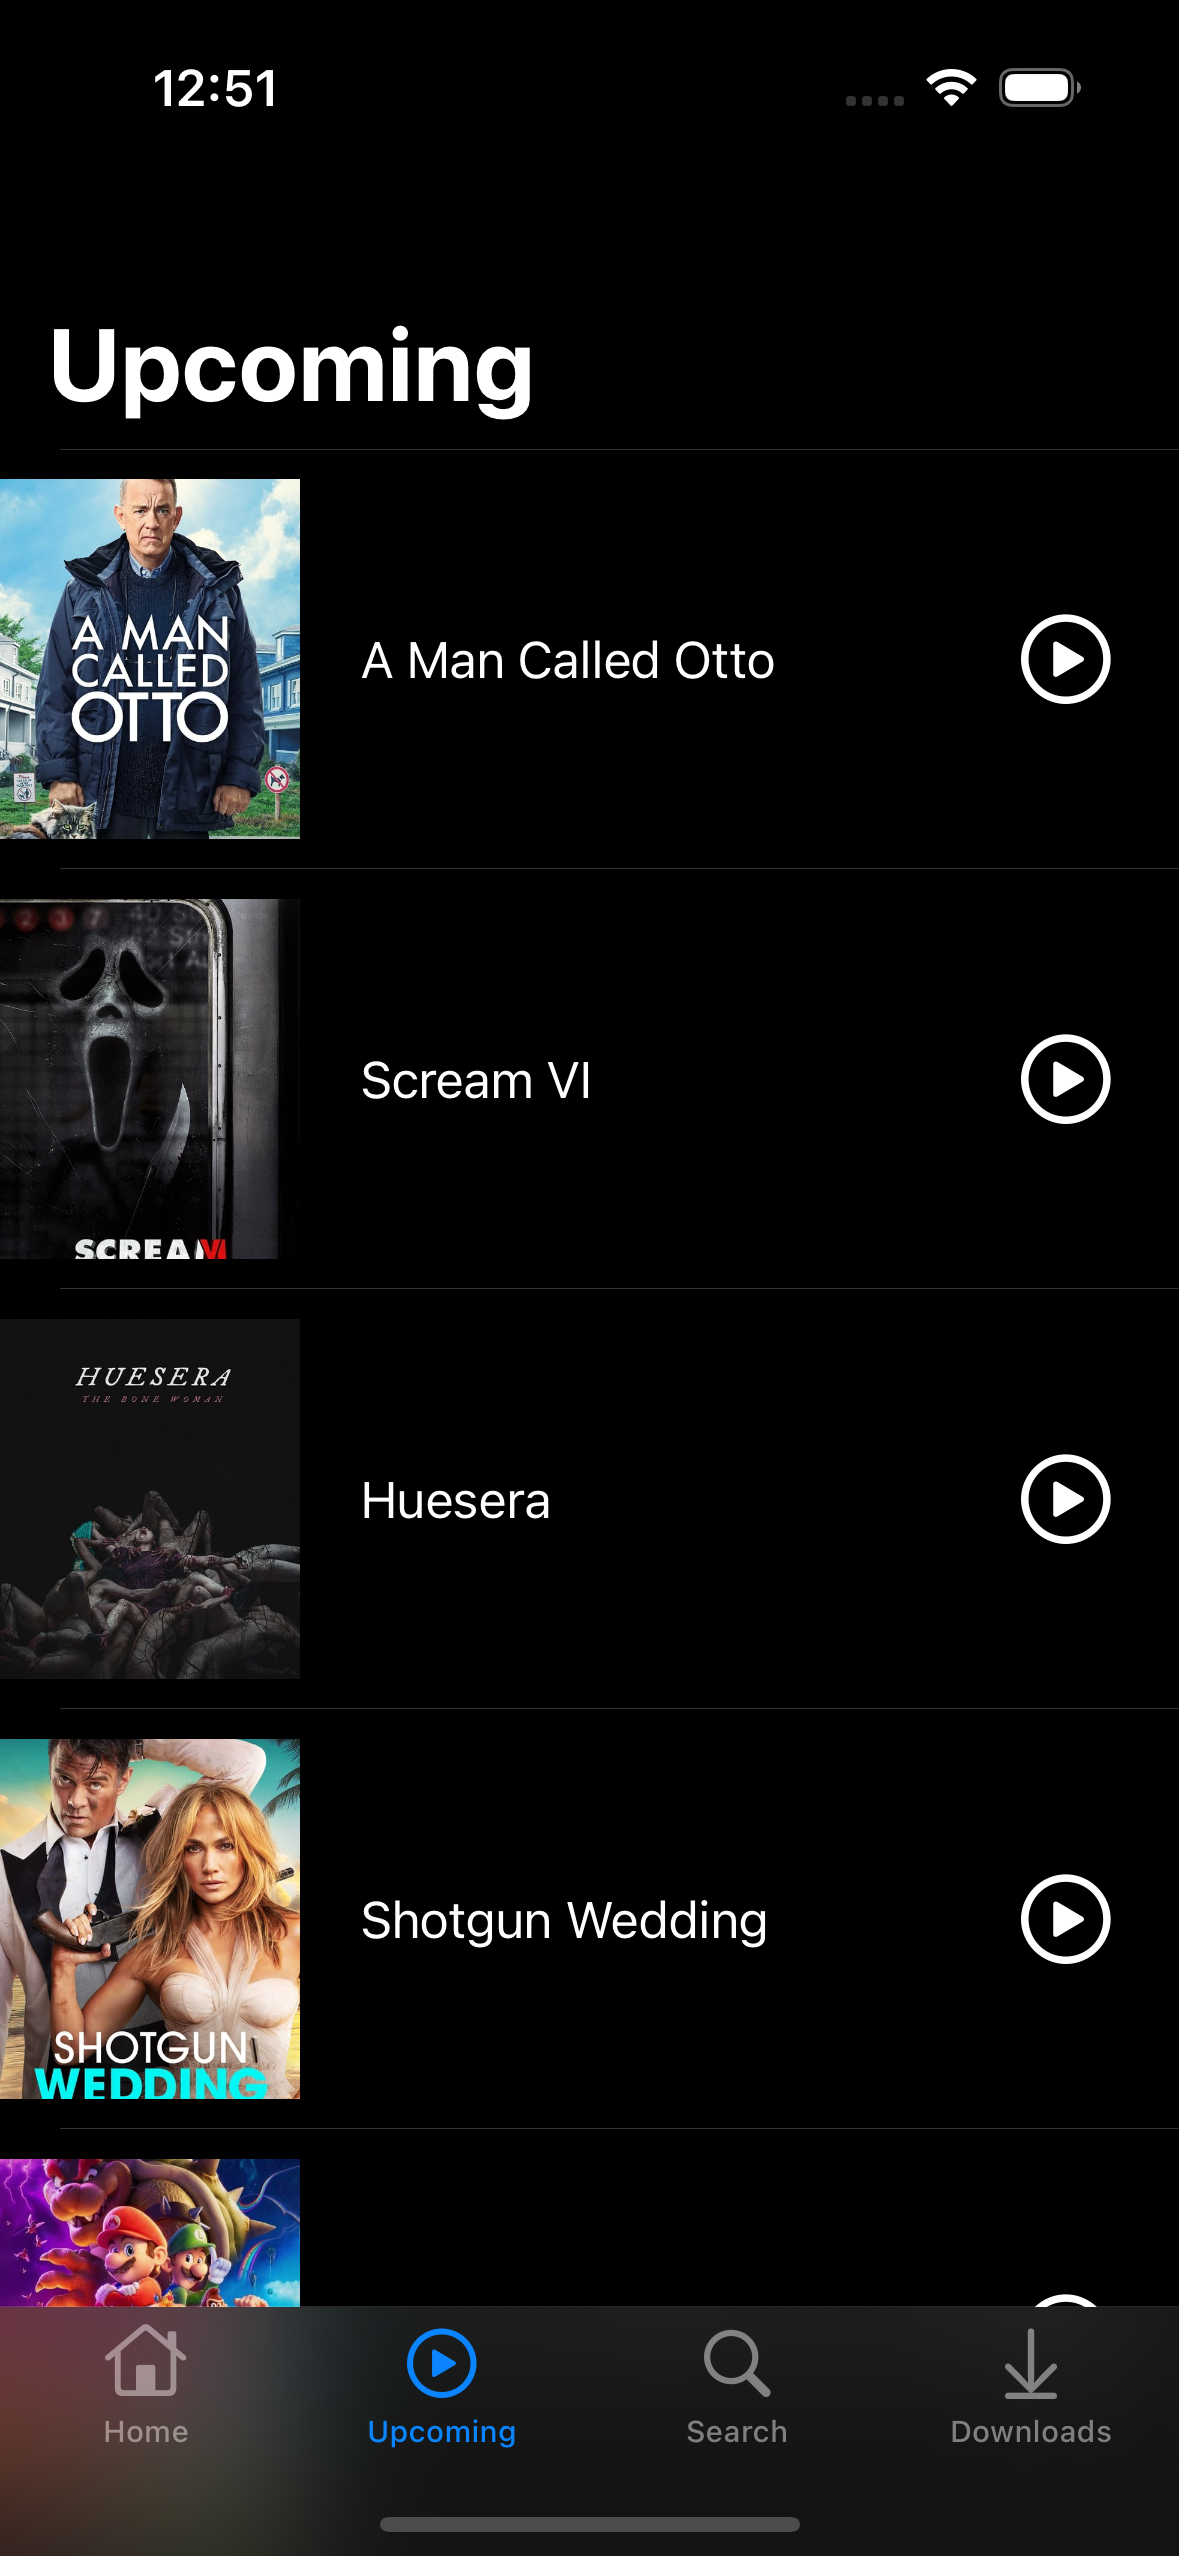 12:51
Upcoming
A MAN
CALLED
OTTO
A Man Called Otto
SCREAM VI
Scream VI
HUESERA
THE BONE WOMAN
Huesera
SHOTGUN
WEDDING
Shotgun Wedding
Home
Upcoming
Search
Downloads